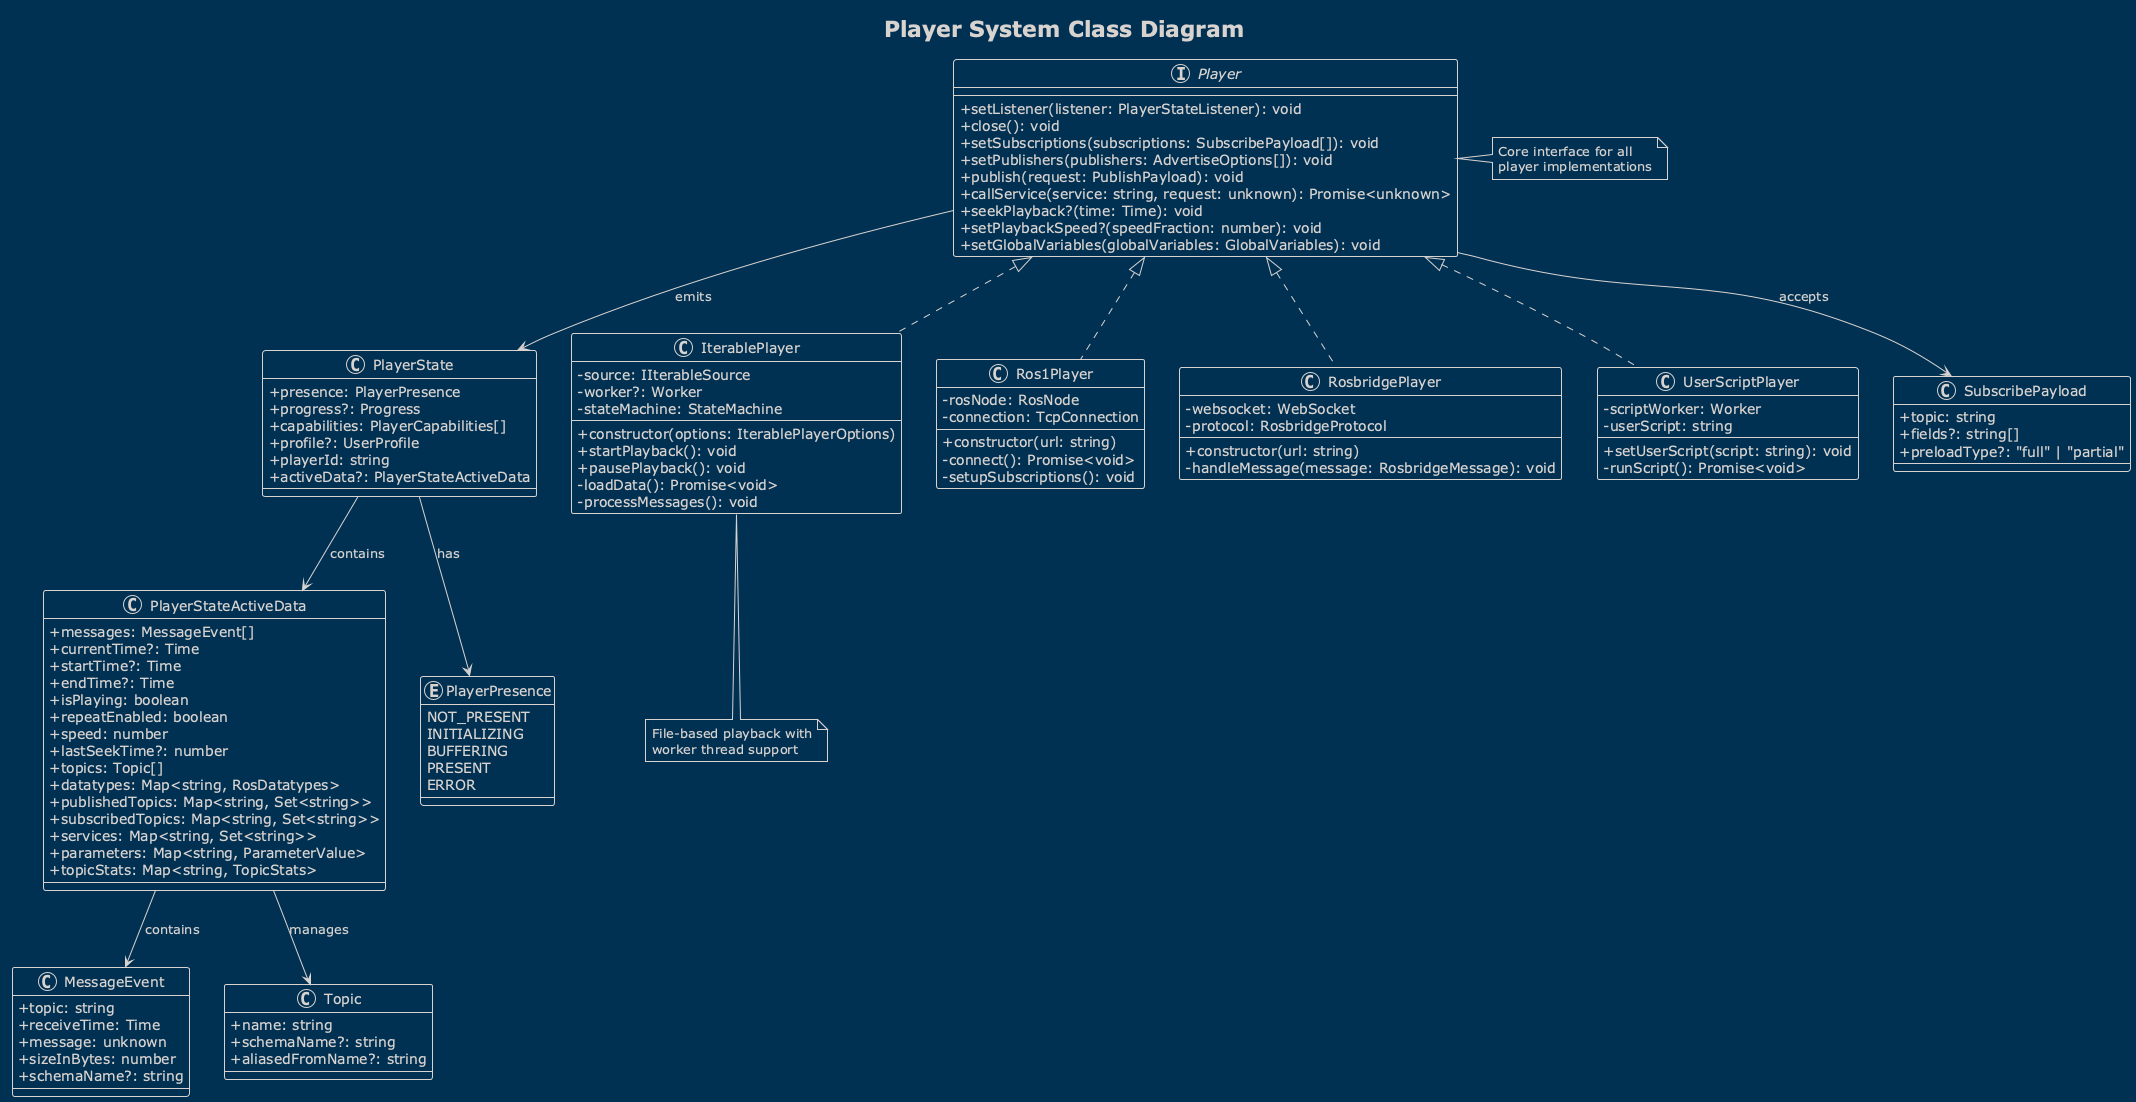 Player System Class Diagram
I Player
+setListener(listener: PlayerStateListener): void
+close(): void
+setSubscriptions(subscriptions: SubscribePayload[]): void
+setPublishers(publishers: AdvertiseOptions[]): void
+publish(request: PublishPayload): void
+callService(service: string, request: unknown): Promise<unknown>
+seekPlayback?(time: Time): void
+setPlaybackSpeed?(speedFraction: number): void
+setGlobalVariables(globalVariables: GlobalVariables): void
Core interface for all
player implementations
emits
accepts
C PlayerState
+presence: PlayerPresence
+progress?: Progress
+capabilities: PlayerCapabilities[]
+profile?: UserProfile
+playerId: string
+activeData?: PlayerStateActiveData
C IterablePlayer
-source: IIterableSource
-worker?: Worker
-stateMachine: StateMachine
+constructor(options: IterablePlayerOptions)
+startPlayback(): void
+pausePlayback(): void
-loadData(): Promise<void>
-processMessages(): void
C Ros1Player
-rosNode: RosNode
-connection: TcpConnection
+constructor(url: string)
-connect(): Promise<void>
-setupSubscriptions(): void
C RosbridgePlayer
-websocket: WebSocket
-protocol: RosbridgeProtocol
+constructor(url: string)
-handleMessage(message: RosbridgeMessage): void
C UserScriptPlayer
-scriptWorker: Worker
-userScript: string
+setUserScript(script: string): void
-runScript(): Promise<void>
C SubscribePayload
+topic: string
+fields?: string[]
+preloadType?: "full" | "partial"
contains
has
C PlayerStateActiveData
+messages: MessageEvent[]
+currentTime?: Time
+startTime?: Time
+endTime?: Time
+isPlaying: boolean
+repeatEnabled: boolean
+speed: number
+lastSeekTime?: number
+topics: Topic[]
+datatypes: Map<string, RosDatatypes>
+publishedTopics: Map<string, Set<string>>
+subscribedTopics: Map<string, Set<string>>
+services: Map<string, Set<string>>
+parameters: Map<string, ParameterValue>
+topicStats: Map<string, TopicStats>
E PlayerPresence
NOT_PRESENT
INITIALIZING
BUFFERING
PRESENT
ERROR
File-based playback with
worker thread support
contains
manages
C MessageEvent
+topic: string
+receiveTime: Time
+message: unknown
+sizeInBytes: number
+schemaName?: string
C Topic
+name: string
+schemaName?: string
+aliasedFromName?: string